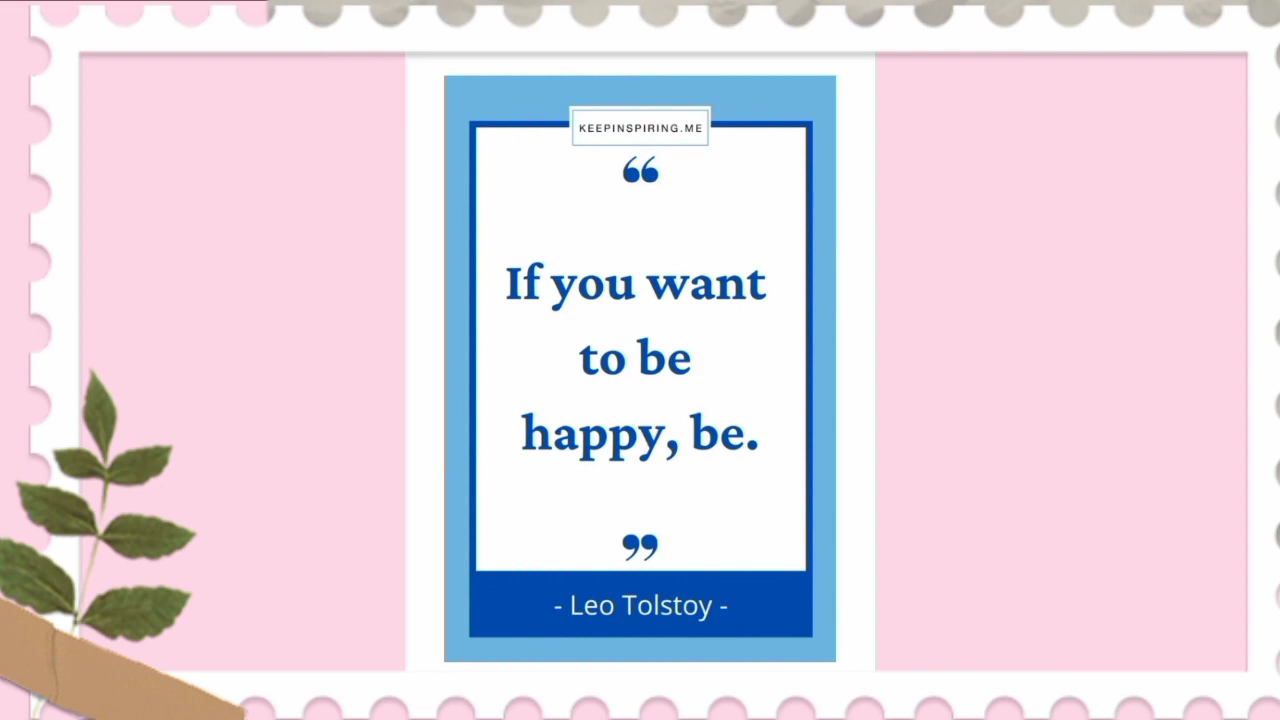 KEEPINSPIRING.ME
❝
If you want
to be
happy, be.
❞
- Leo Tolstoy -